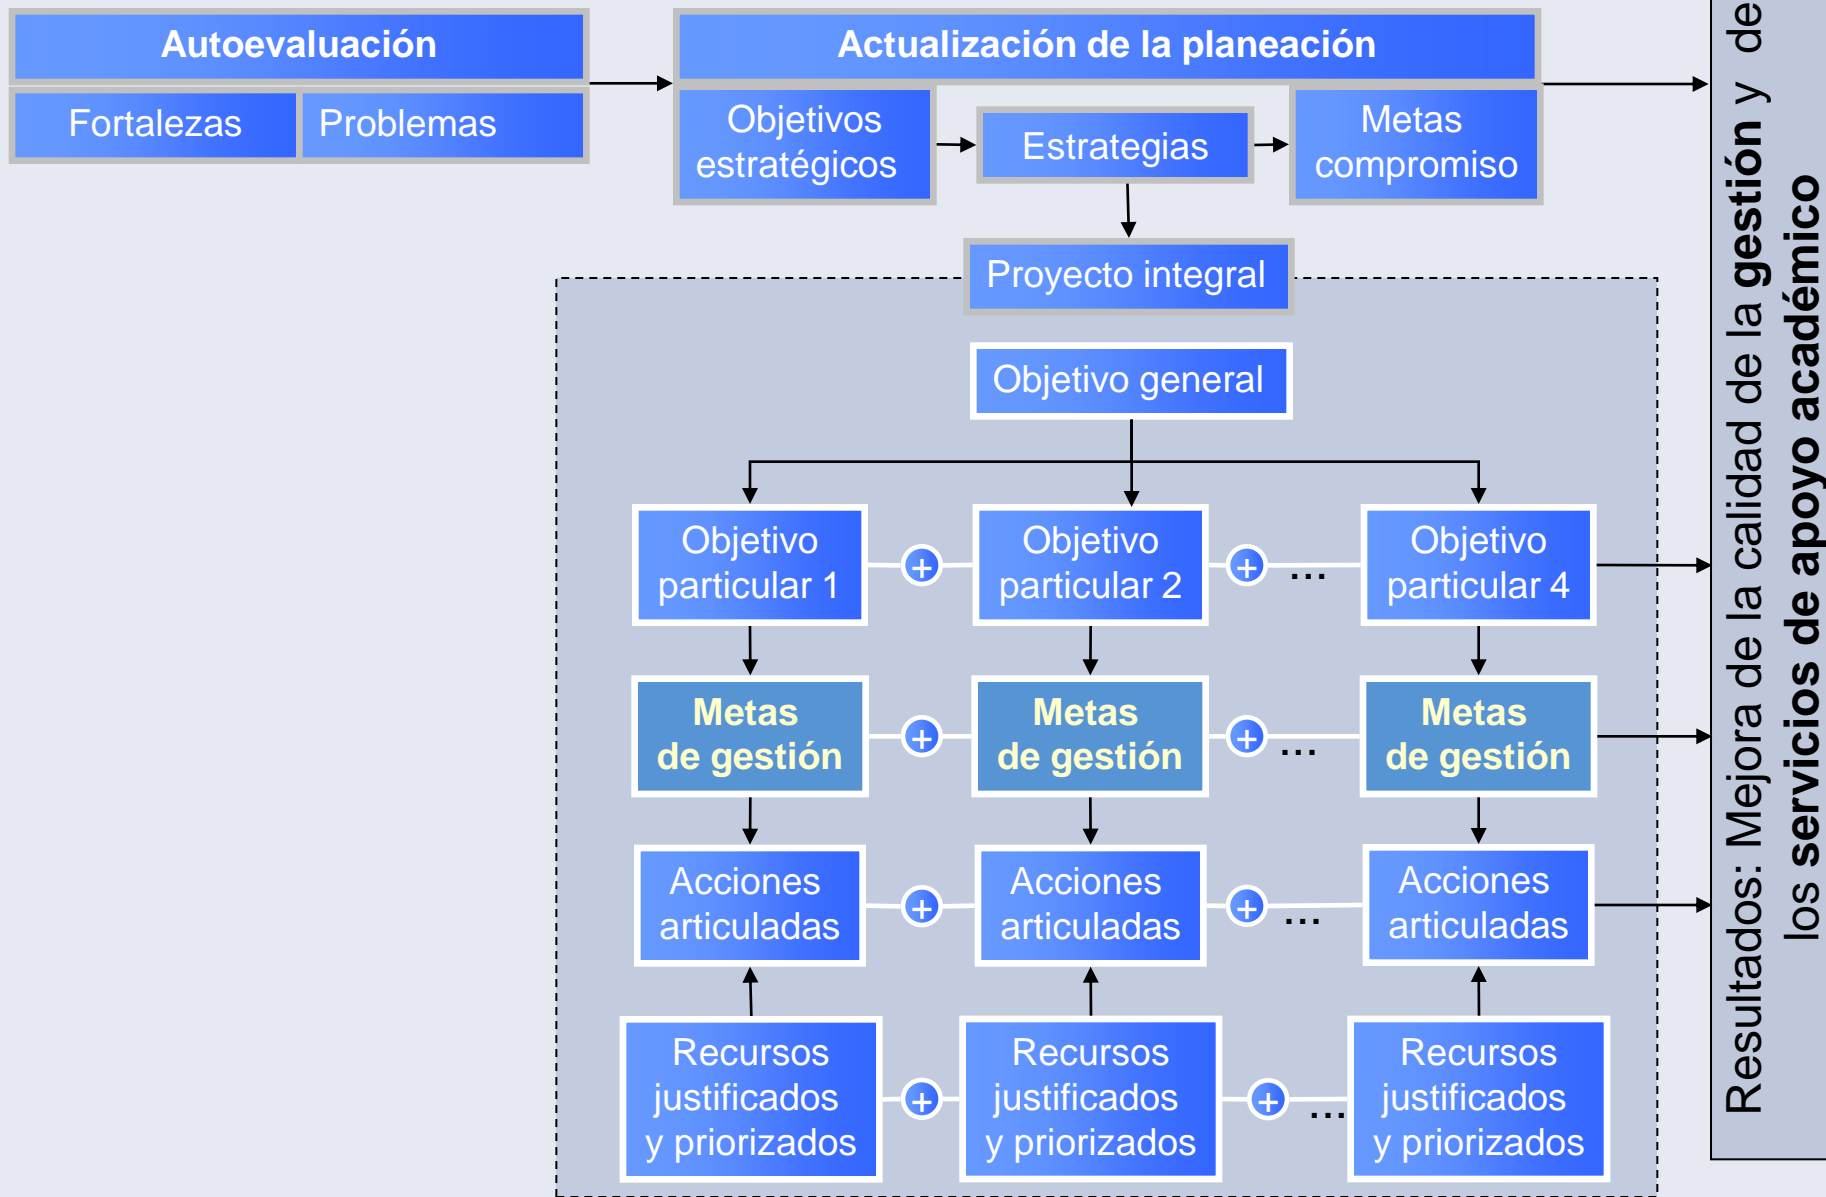 Autoevaluación
Fortalezas
Problemas
Actualización de la planeación
Objetivos
estratégicos
Estrategias
Metas
compromiso
Proyecto integral
Objetivo general
Objetivo
particular 1
+
Objetivo
particular 2
+
...
Objetivo
particular 4
Metas
de gestión
+
Metas
de gestión
+
...
Metas
de gestión
Acciones
articuladas
+
Acciones
articuladas
+
...
Acciones
articuladas
Recursos
justificados
y priorizados
+
Recursos
justificados
y priorizados
+
...
Recursos
justificados
y priorizados
Resultados: Mejora de la calidad de la gestión y de
los servicios de apoyo académico